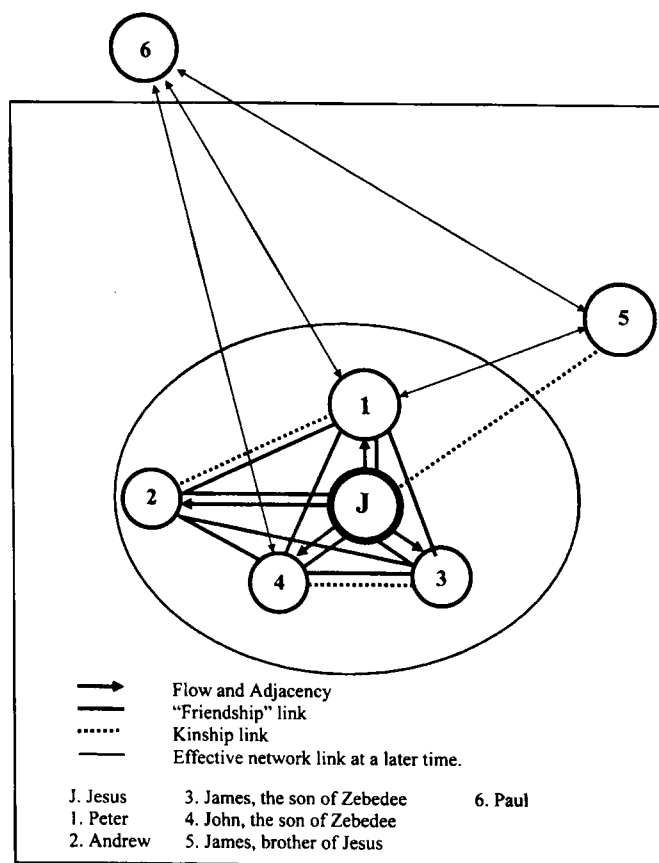 6
5
1
2
J
4
3
Flow and Adjacency
“Friendship” link
Kinship link
Effective network link at a later time.
J. Jesus 3. James, the son of Zebedee 6. Paul
1. Peter 4. John, the son of Zebedee
2. Andrew 5. James, brother of Jesus